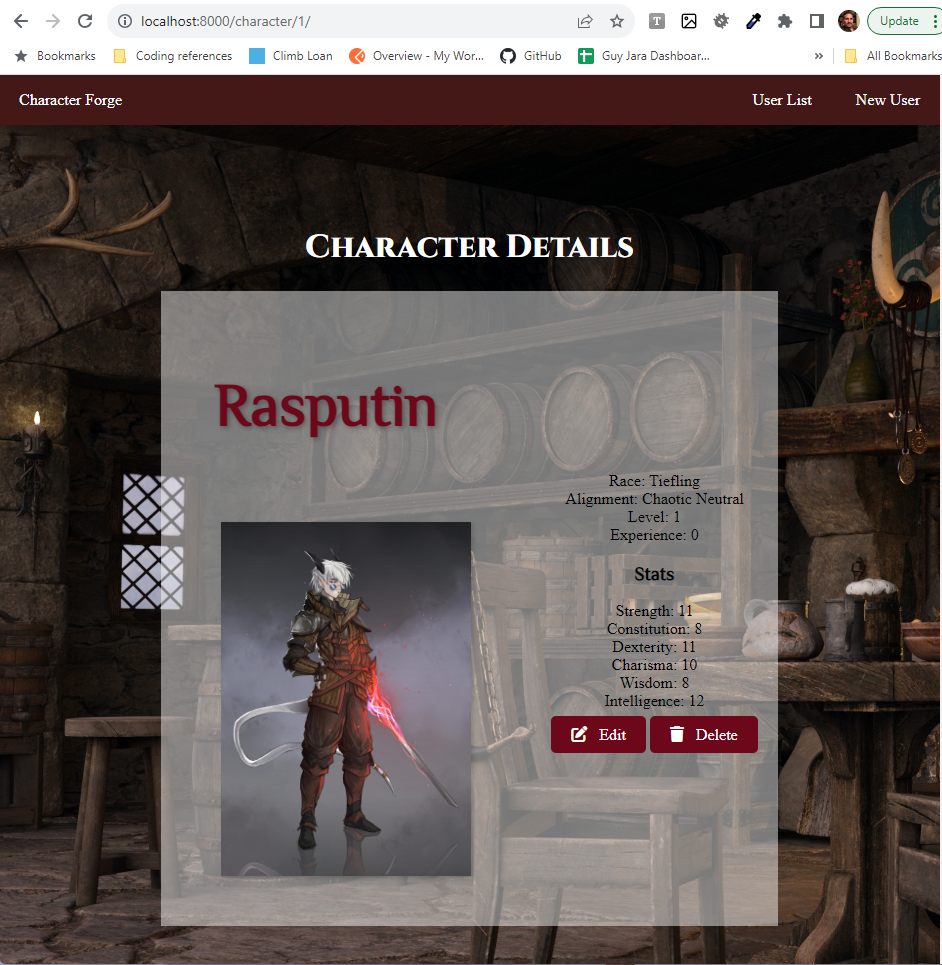 localhost:8000/character/1/
Update
Bookmarks
Coding references
Climb Loan
Overview - My Wor...
GitHub
Guy Jara Dashboar...
»
All Bookmarks
Character Forge
User List
New User
Character Details
Rasputin
Race: Tiefling
Alignment: Chaotic Neutral
Level: 1
Experience: 0
Stats
Strength: 11
Constitution: 8
Dexterity: 11
Charisma: 10
Wisdom: 8
Intelligence: 12
Edit
Delete